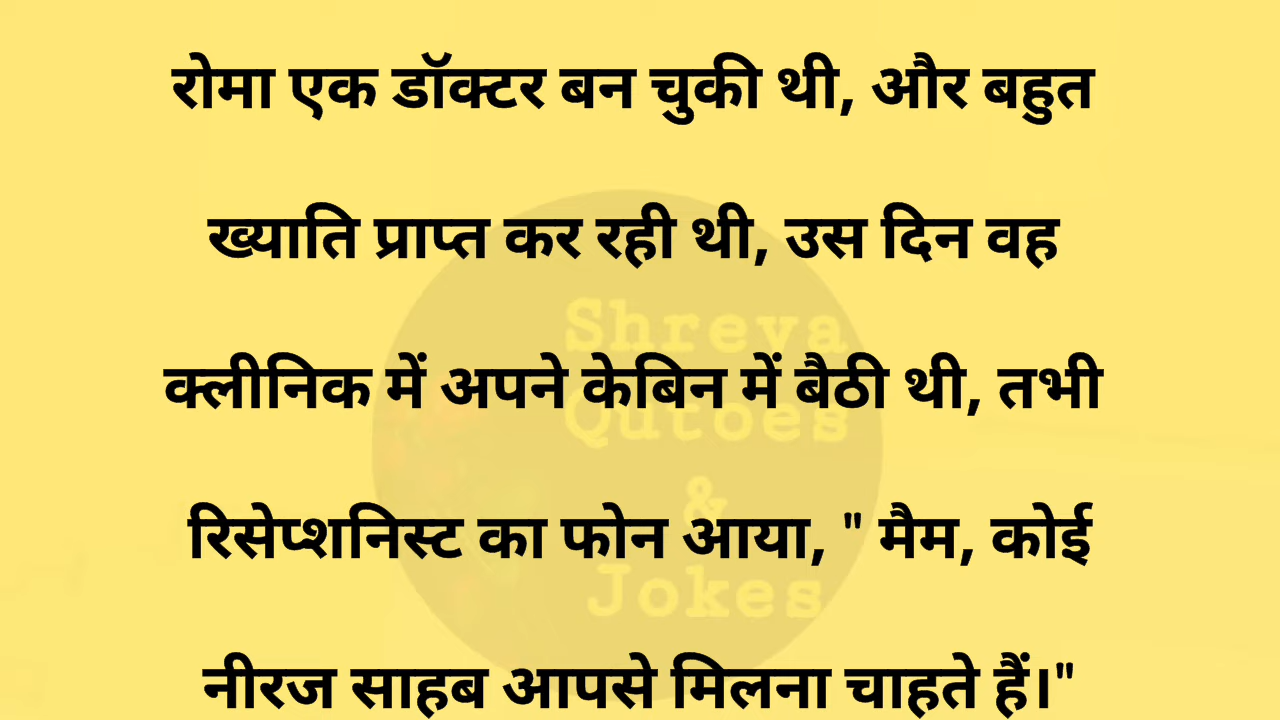 रोमा एक डॉक्टर बन चुकी थी, और बहुत
ख्याति प्राप्त कर रही थी, उस दिन वह
क्लीनिक में अपने केबिन में बैठी थी, तभी
रिसेप्शनिस्ट का फोन आया, " मैम, कोई
नीरज साहब आपसे मिलना चाहते हैं।"
Shreya
Qutoes
&
Jokes